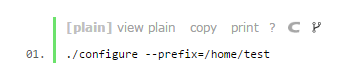 [plain] view plain copy print ?
01. ./configure --prefix=/home/test